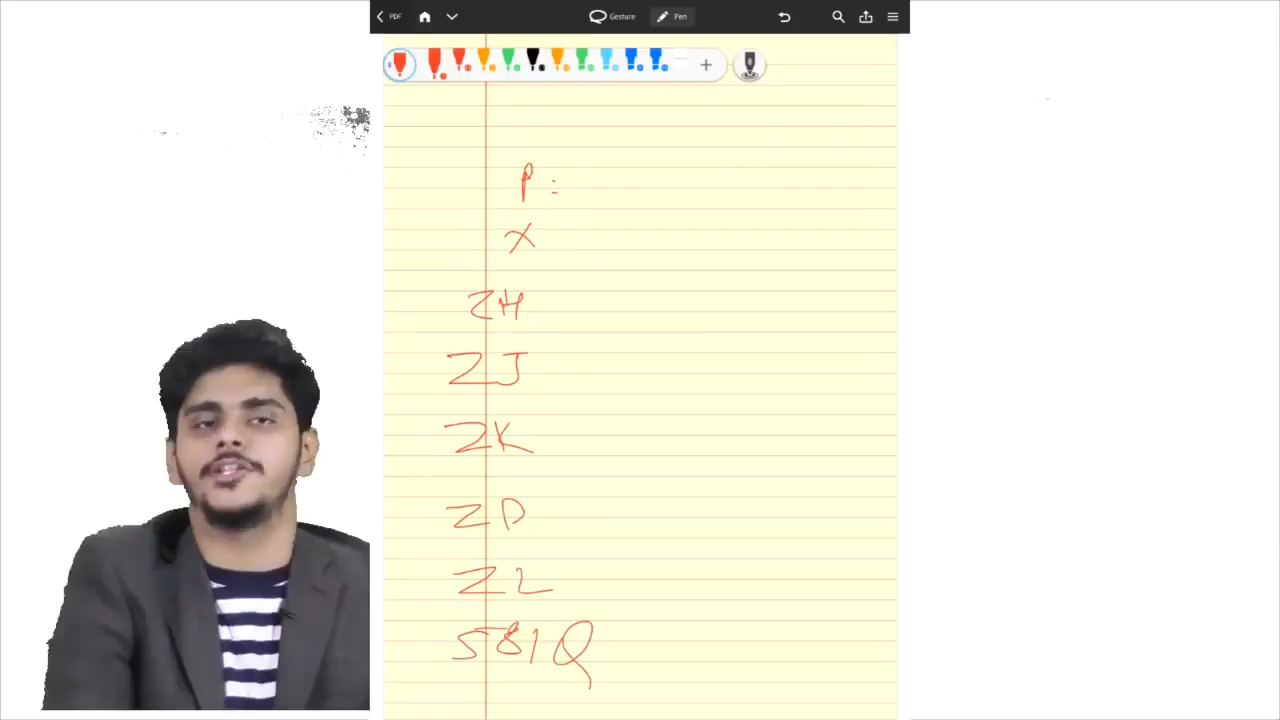 PDF
Gesture
Pen
P =
X
ZH
ZJ
ZK
ZD
ZL
581Q